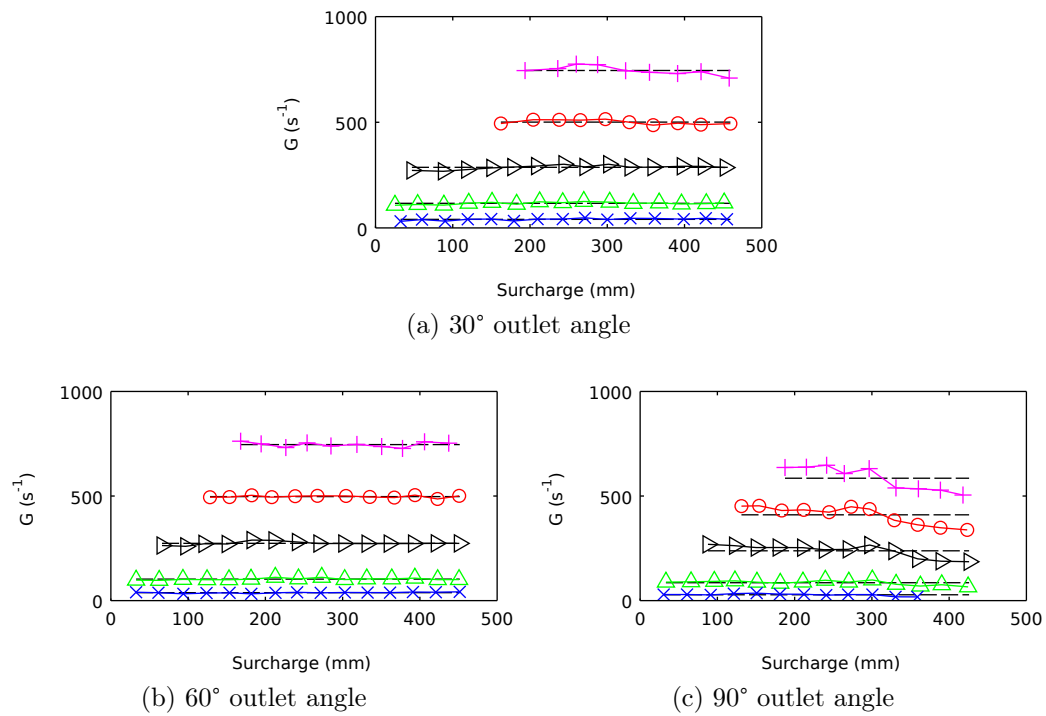 1000
500
0
G (s-1)
0 100 200 300 400 500
Surcharge (mm)
(a) 30° outlet angle
1000
500
0
G (s-1)
0 100 200 300 400 500
Surcharge (mm)
(b) 60° outlet angle
1000
500
0
G (s-1)
0 100 200 300 400 500
Surcharge (mm)
(c) 90° outlet angle